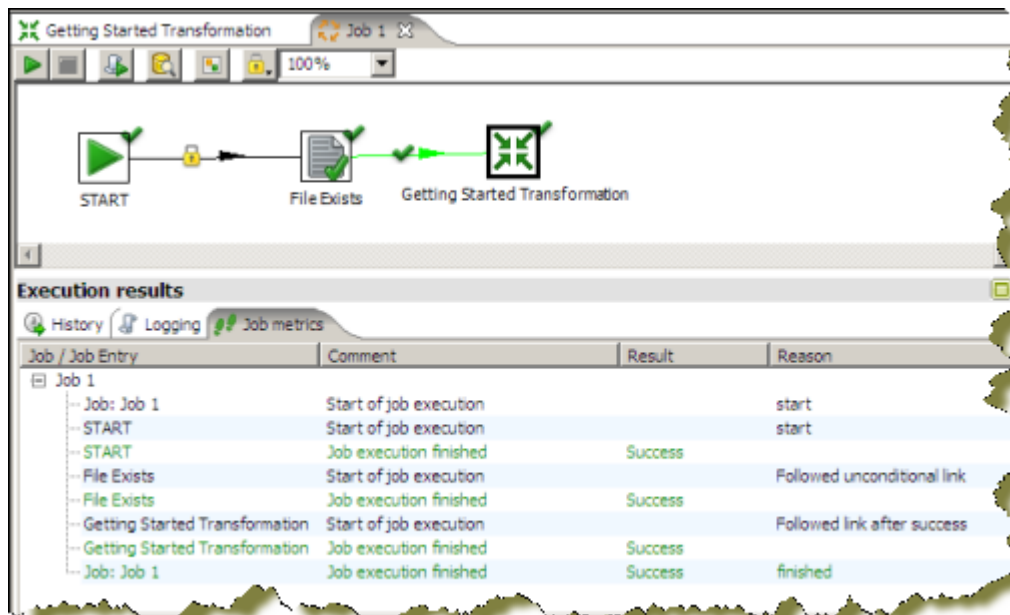 Getting Started Transformation Job 1
100%
START File Exists Getting Started Transformation
Execution results
History Logging Job metrics
Job / Job Entry Comment Result Reason
Job 1
Job: Job 1 Start of job execution start
START Start of job execution start
START Job execution finished Success
File Exists Start of job execution Followed unconditional link
File Exists Job execution finished Success
Getting Started Transformation Start of job execution Followed link after success
Getting Started Transformation Job execution finished Success
Job: Job 1 Job execution finished Success finished